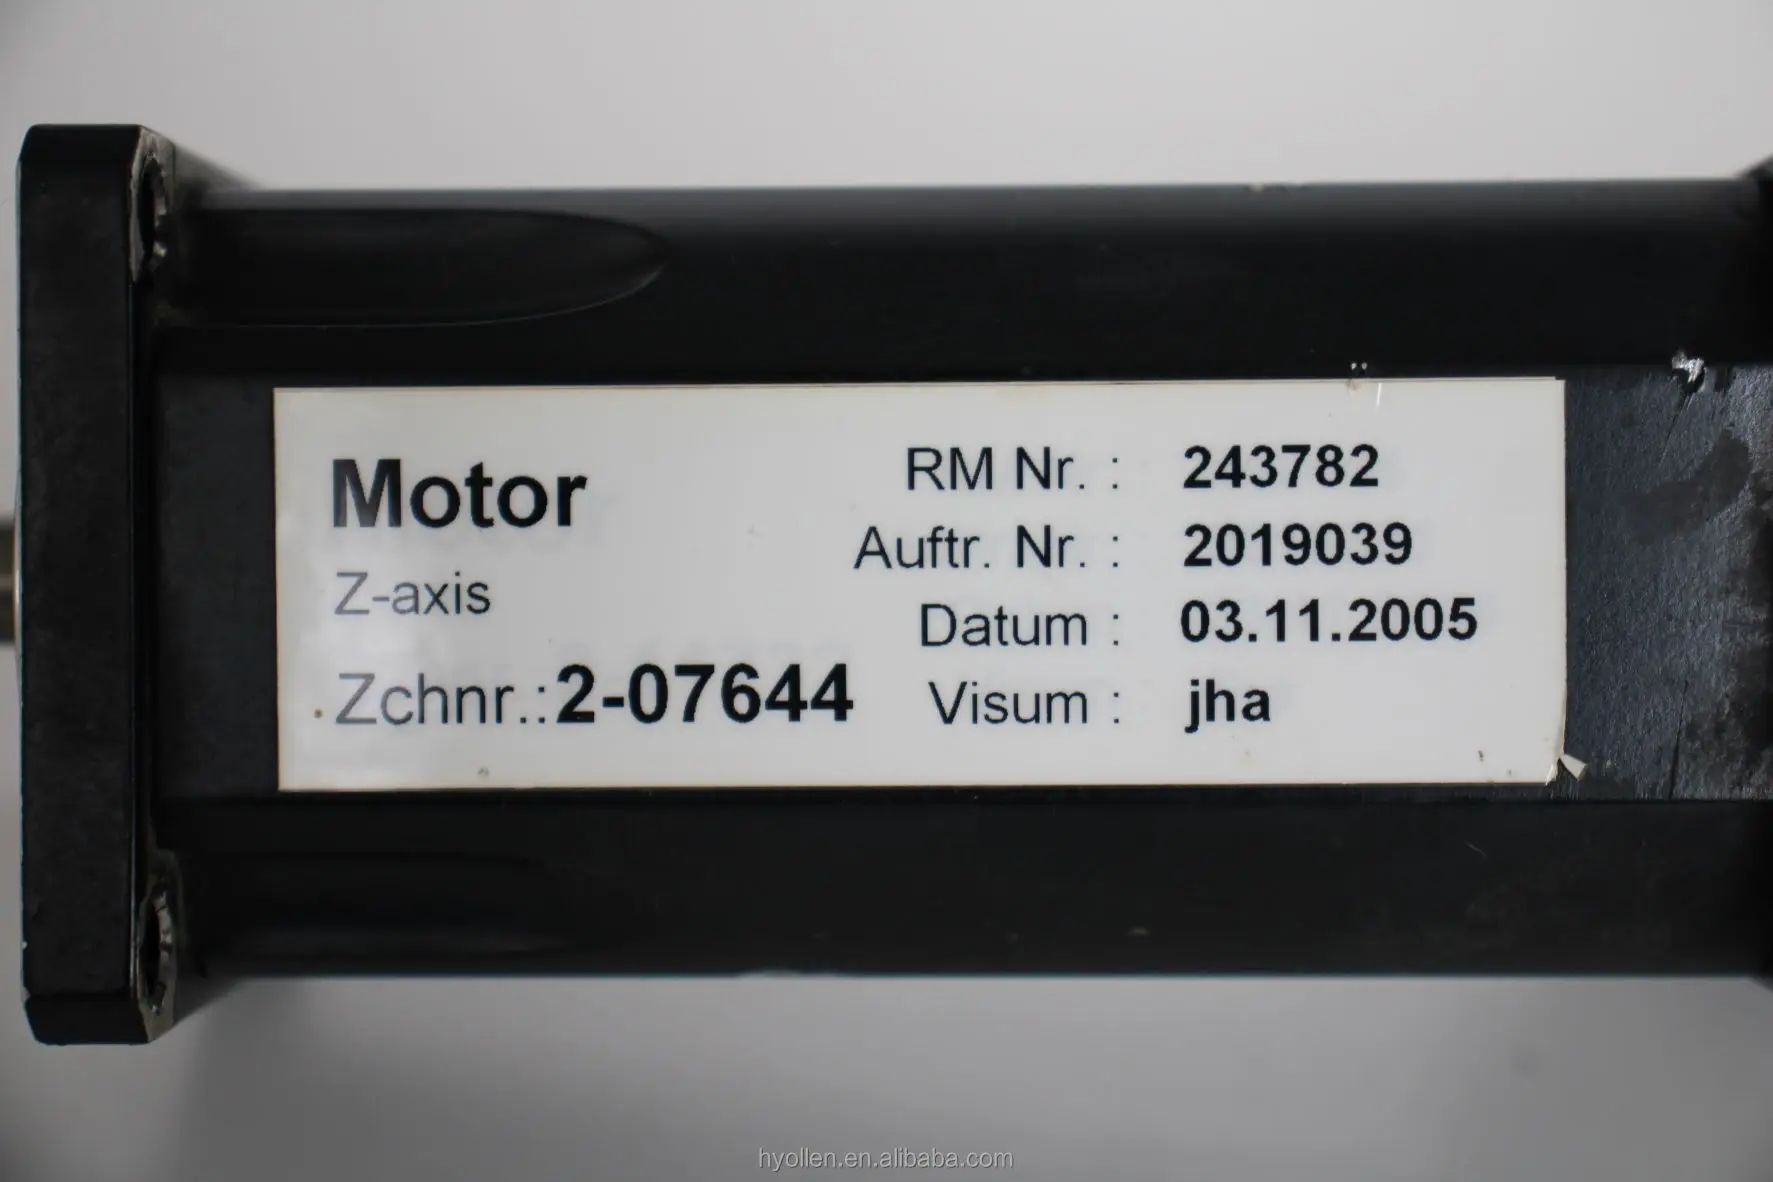 Motor
Z-axis
Zchnr.:2-07644
RM Nr. : 243782
Auftr. Nr. : 2019039
Datum : 03.11.2005
Visum : jha
hyollen.en.alibaba.com